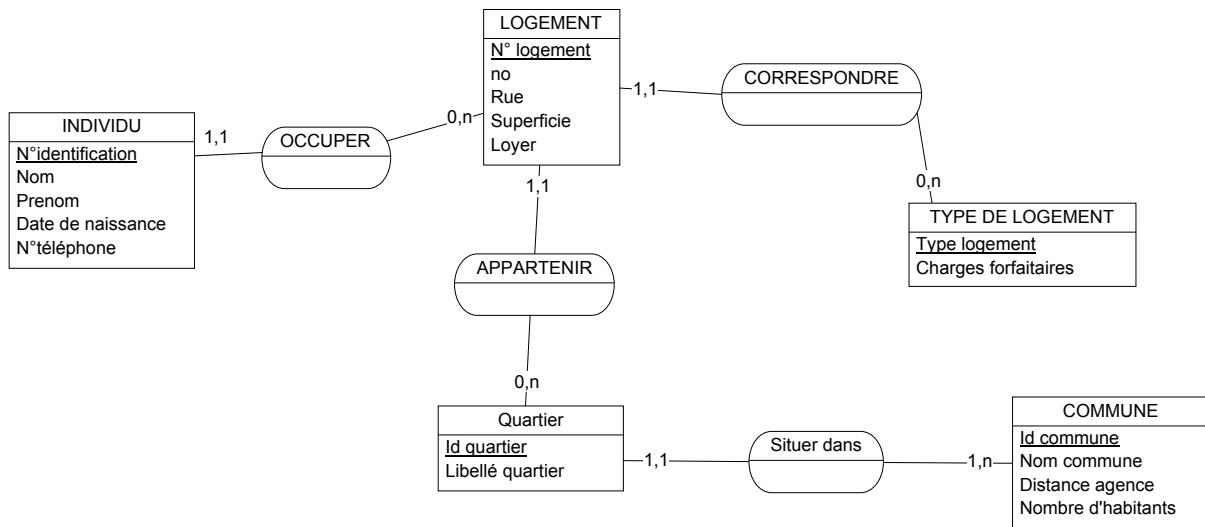 LOGEMENT
N° logement
no
Rue
Superficie
Loyer
1,1
CORRESPONDRE
0,n
TYPE DE LOGEMENT
Type logement
Charges forfaitaires
INDIVIDU
N°identification
Nom
Prenom
Date de naissance
N°téléphone
1,1
OCCUPER
0,n
1,1
APPARTENIR
0,n
Quartier
Id quartier
Libellé quartier
1,1
Situer dans
1,n
COMMUNE
Id commune
Nom commune
Distance agence
Nombre d'habitants